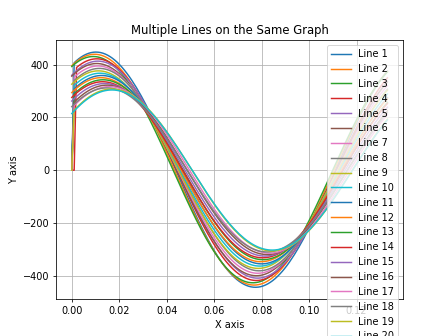 Multiple Lines on the Same Graph
Y axis
400
200
0
−200
−400
0.00
0.02
0.04
0.06
0.08
0.10
X axis
Line 1
Line 2
Line 3
Line 4
Line 5
Line 6
Line 7
Line 8
Line 9
Line 10
Line 11
Line 12
Line 13
Line 14
Line 15
Line 16
Line 17
Line 18
Line 19
Line 20